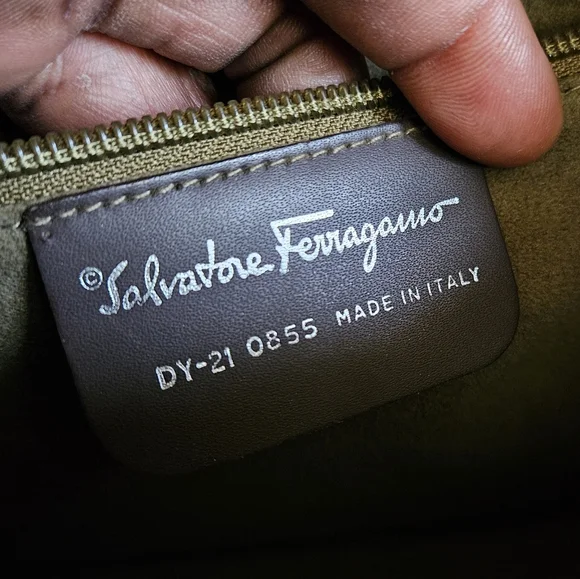 © Salvatore Ferragamo
DY-21 0855 MADE IN ITALY